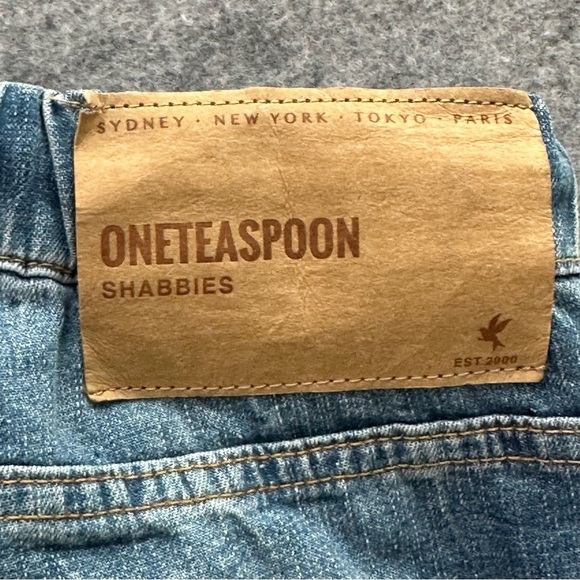 SYDNEY · NEW YORK · TOKYO · PARIS
ONETEASPOON
SHABBIES
EST 2000